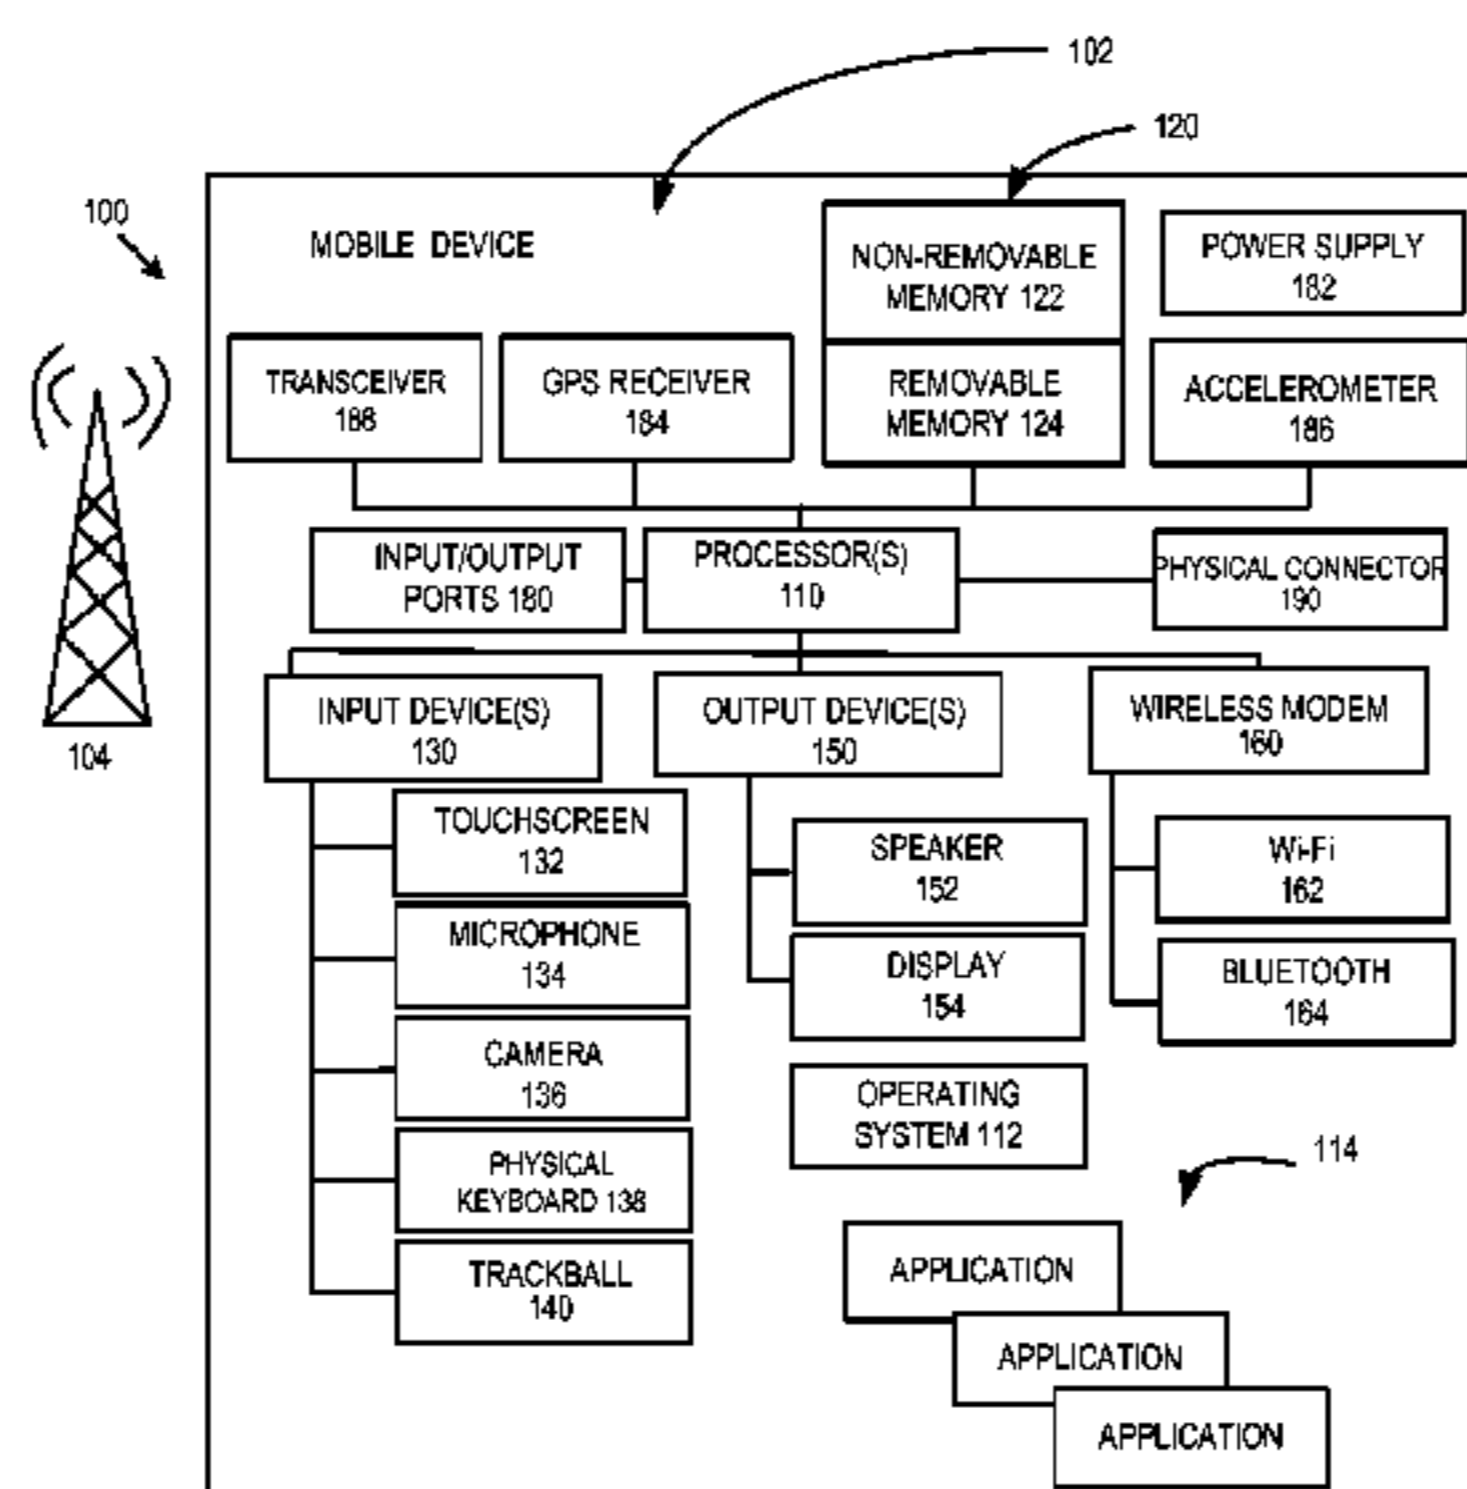 102
120
100
MOBILE DEVICE
NON-REMOVABLE
MEMORY 122
POWER SUPPLY
182
TRANSCEIVER
188
GPS RECEIVER
184
REMOVABLE
MEMORY 124
ACCELEROMETER
186
INPUT/OUTPUT
PORTS 180
PROCESSOR(S)
110
PHYSICAL CONNECTOR
190
104
INPUT DEVICE(S)
130
OUTPUT DEVICE(S)
150
WIRELESS MODEM
160
TOUCHSCREEN
132
SPEAKER
152
Wi-Fi
162
MICROPHONE
134
DISPLAY
154
BLUETOOTH
164
CAMERA
136
OPERATING
SYSTEM 112
114
PHYSICAL
KEYBOARD 138
TRACKBALL
140
APPLICATION
APPLICATION
APPLICATION